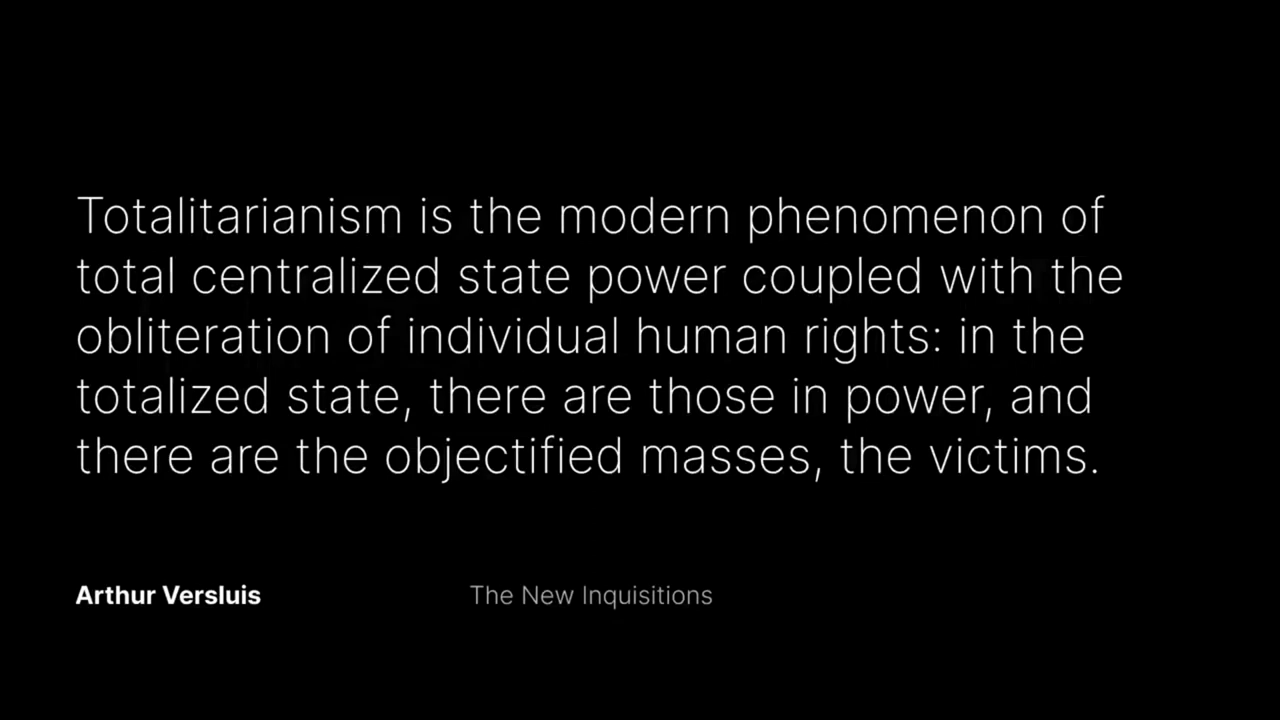 Totalitarianism is the modern phenomenon of
total centralized state power coupled with the
obliteration of individual human rights: in the
totalized state, there are those in power, and
there are the objectified masses, the victims.
Arthur Versluis
The New Inquisitions